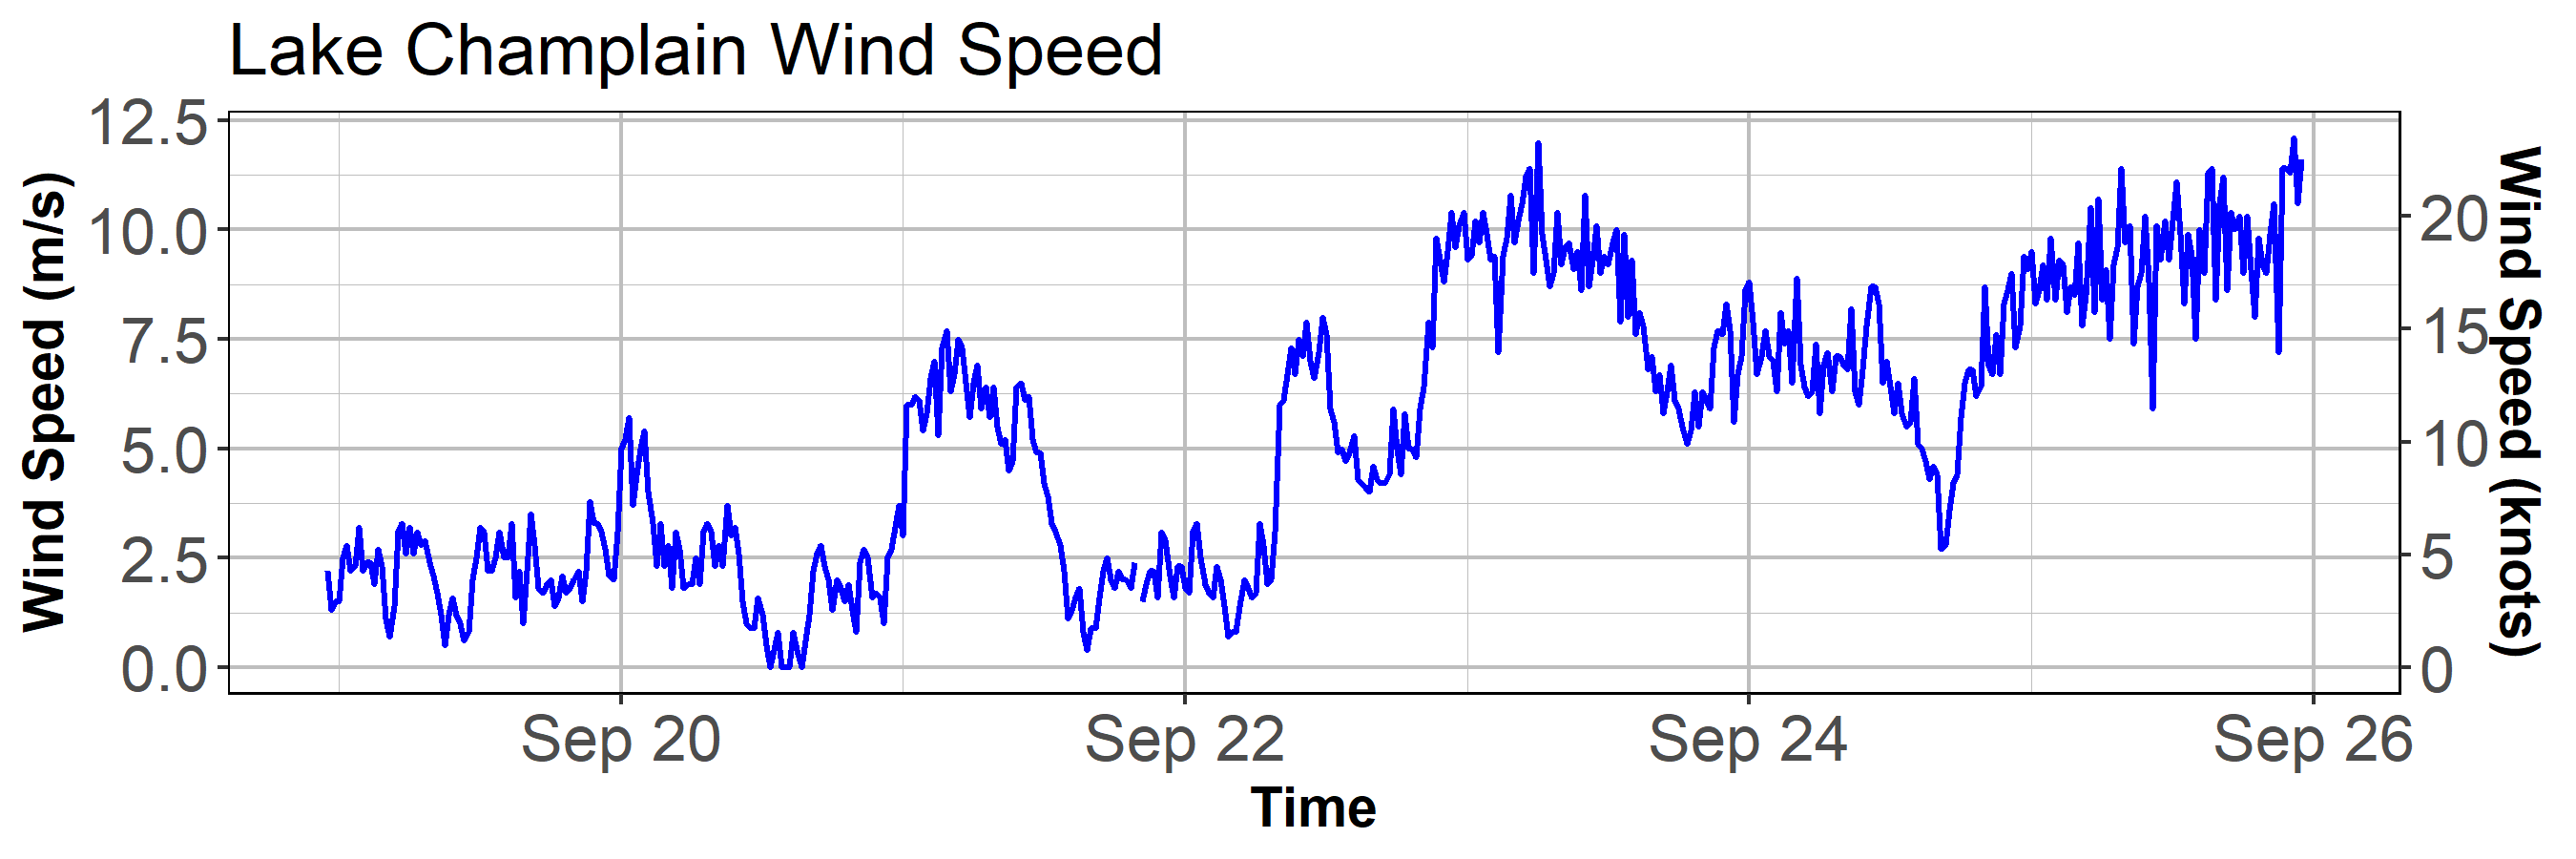 Lake Champlain Wind Speed
Wind Speed (m/s)
12.5
10.0
7.5
5.0
2.5
0.0
20
15
10
5
0
Wind Speed (knots)
Sep 20 Sep 22 Sep 24 Sep 26
Time